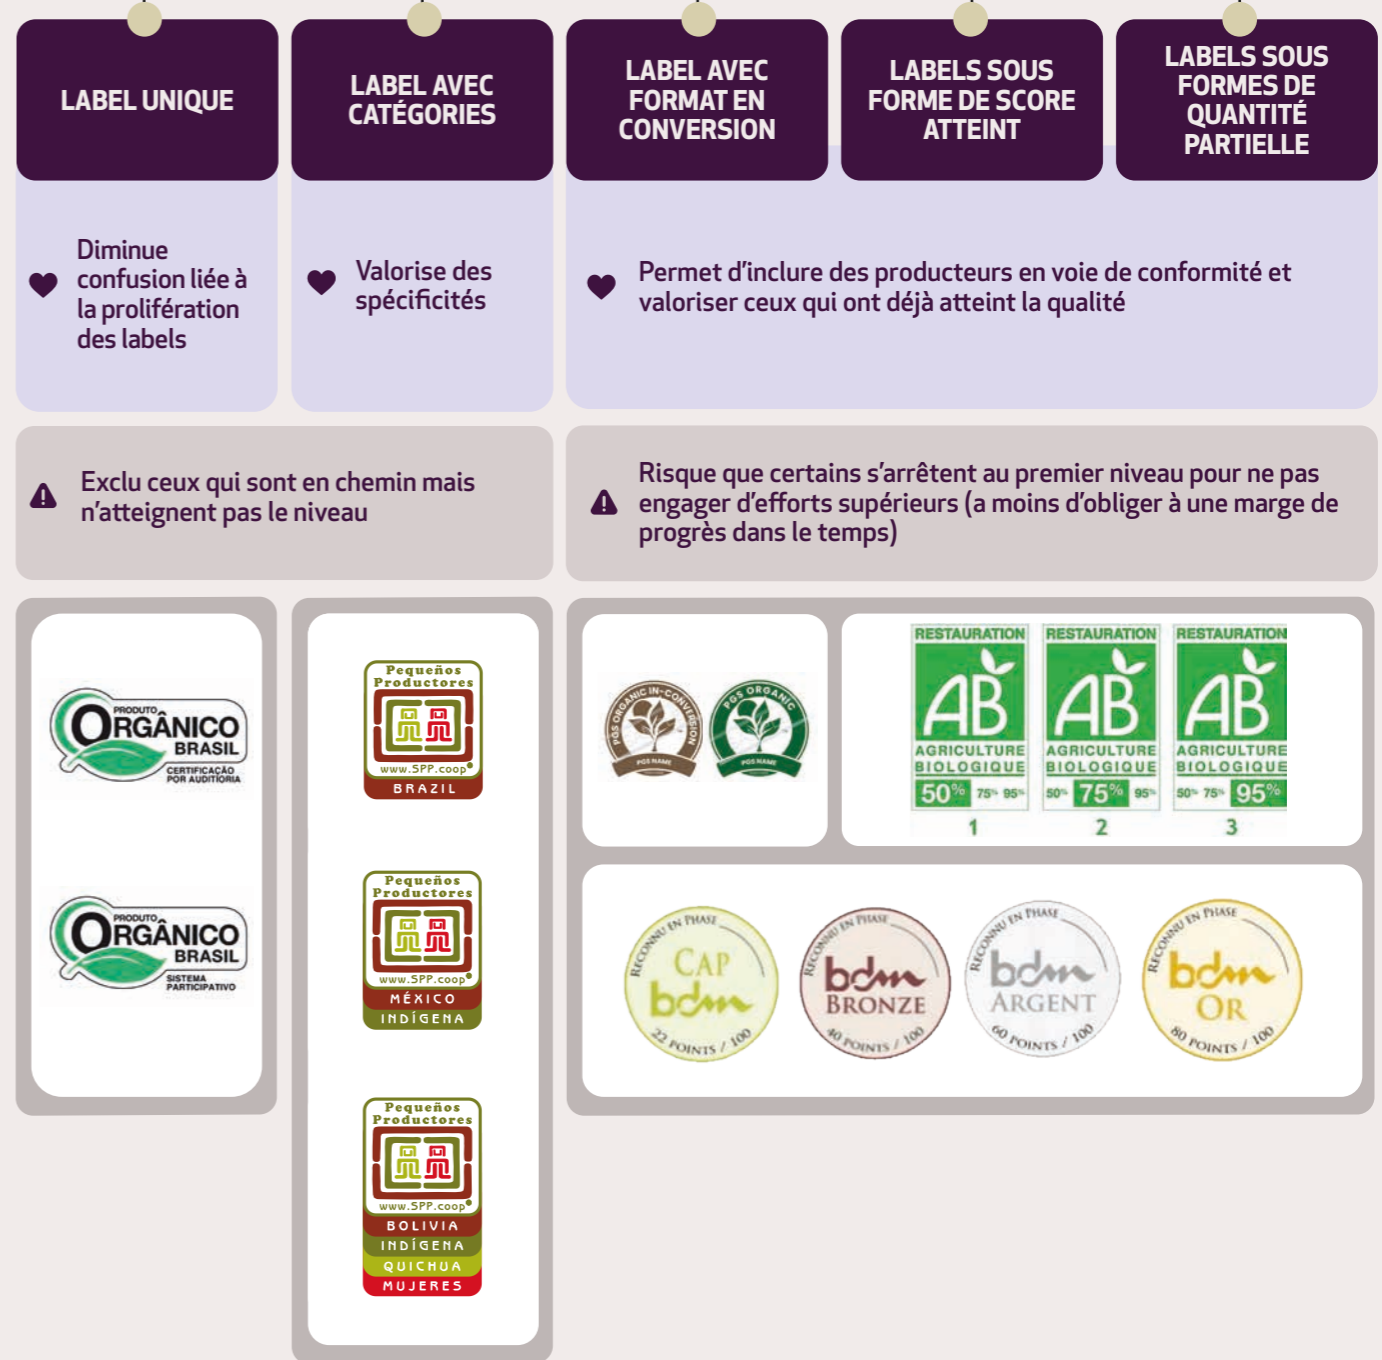 LABEL UNIQUE
LABEL AVEC
CATÉGORIES
LABEL AVEC
FORMAT EN
CONVERSION
LABELS SOUS
FORME DE SCORE
ATTEINT
LABELS SOUS
FORMES DE
QUANTITÉ
PARTIELLE
Diminue
confusion liée à
la prolifération
des labels
Valorise des
spécificités
Permet d'inclure des producteurs en voie de conformité et
valoriser ceux qui ont déjà atteint la qualité
Exclu ceux qui sont en chemin mais
n'atteignent pas le niveau
Risque que certains s'arrêtent au premier niveau pour ne pas
engager d'efforts supérieurs (a moins d'obliger à une marge de
progrès dans le temps)
PRODUTO
ORGÂNICO
BRASIL
CERTIFICAÇÃO
POR AUDITIORIA
PRODUTO
ORGÂNICO
BRASIL
SISTEMA
PARTICIPATIVO
Pequeños
Productores
www.SPP.coop
BRAZIL
Pequeños
Productores
www.SPP.coop
MÉXICO
INDÍGENA
Pequeños
Productores
www.SPP.coop
BOLIVIA
INDÍGENA
QUICHUA
MUJERES
PGS ORGANIC IN-CONVERSION
PGS NAME
PGS ORGANIC
PGS NAME
RESTAURATION
AB
AGRICULTURE
BIOLOGIQUE
50% 75% 95%
1
RESTAURATION
AB
AGRICULTURE
BIOLOGIQUE
50% 75% 95%
2
RESTAURATION
AB
AGRICULTURE
BIOLOGIQUE
50% 75% 95%
3
RECONNU EN PHASE
CAP
bdm
22 POINTS / 100
RECONNU EN PHASE
bdm
BRONZE
40 POINTS / 100
RECONNU EN PHASE
bdm
ARGENT
60 POINTS / 100
RECONNU EN PHASE
bdm
OR
80 POINTS / 100